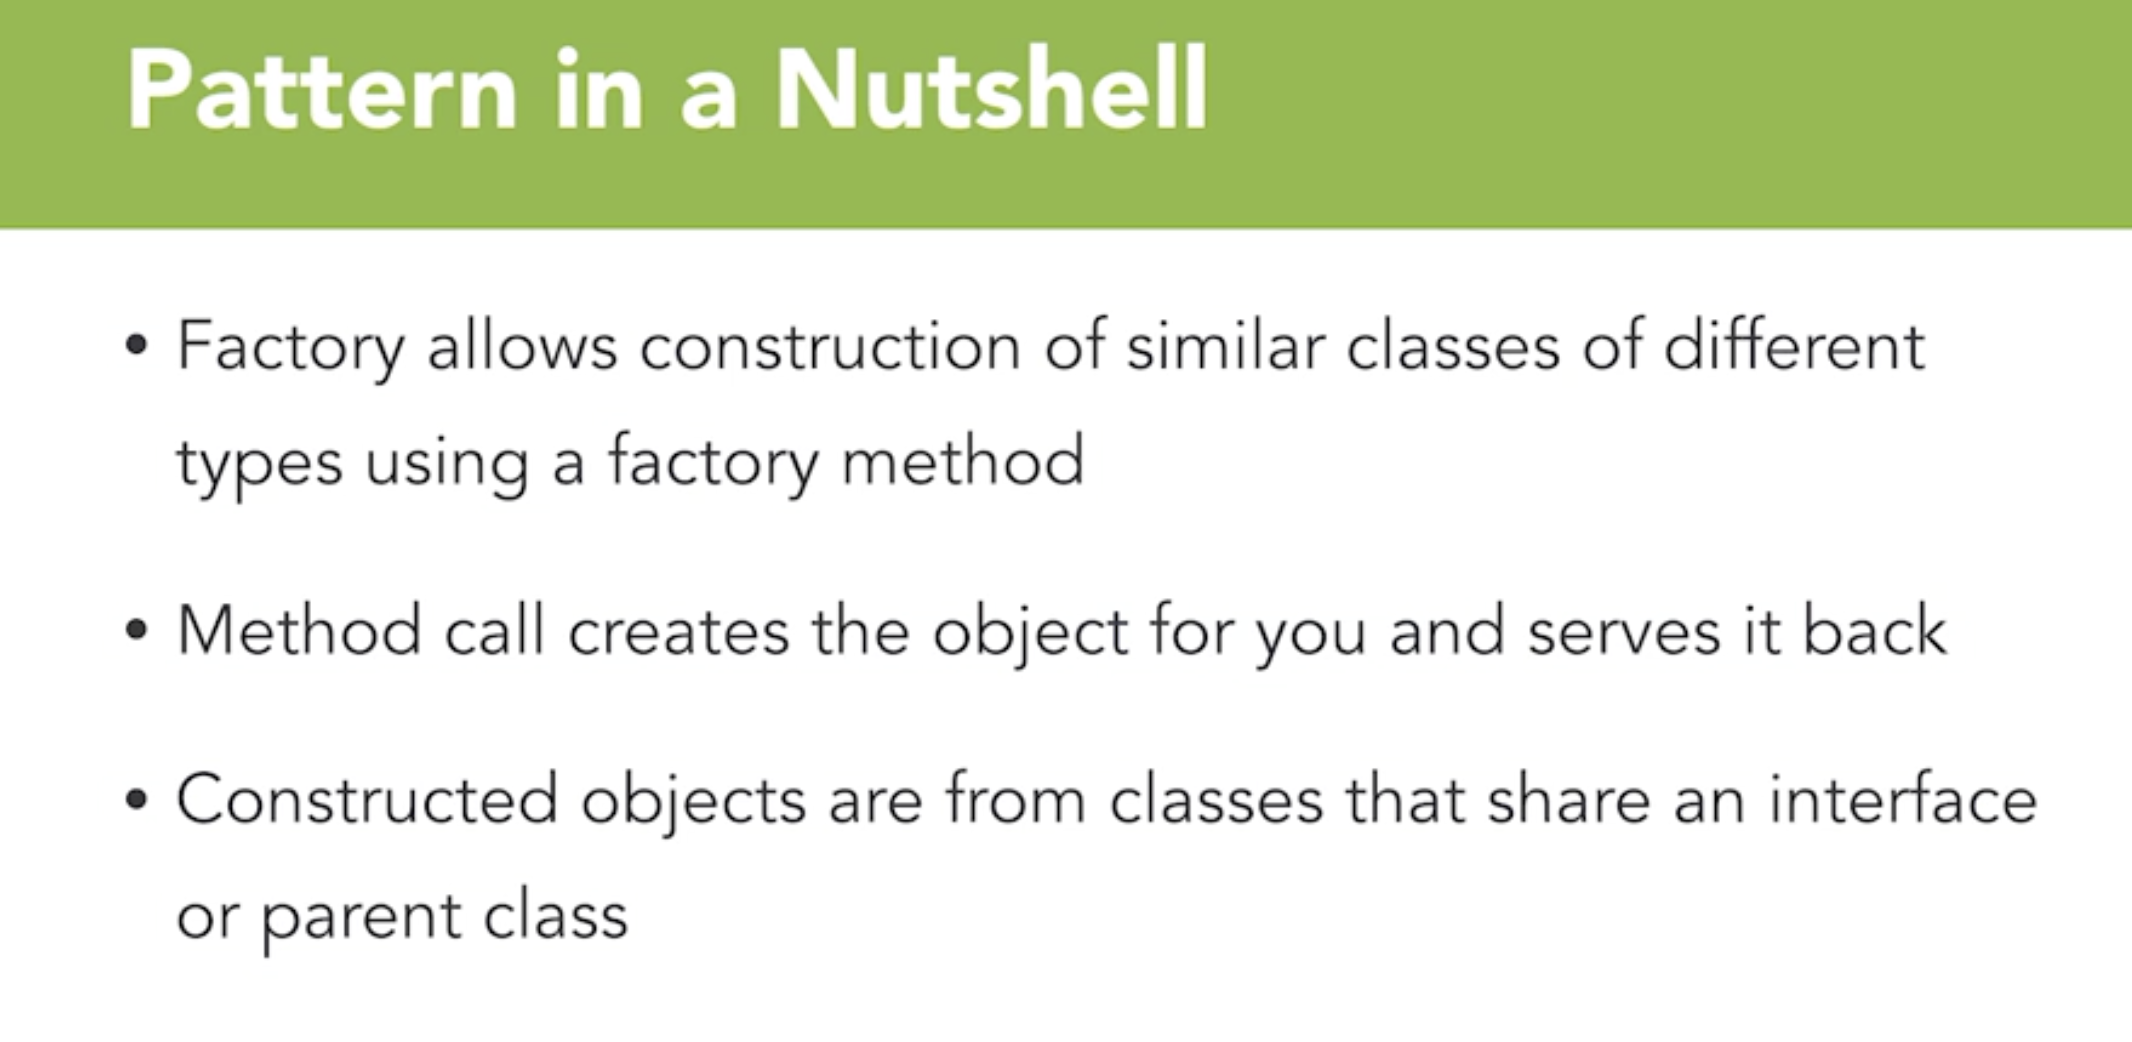 Pattern in a Nutshell
• Factory allows construction of similar classes of different
types using a factory method
• Method call creates the object for you and serves it back
• Constructed objects are from classes that share an interface
or parent class